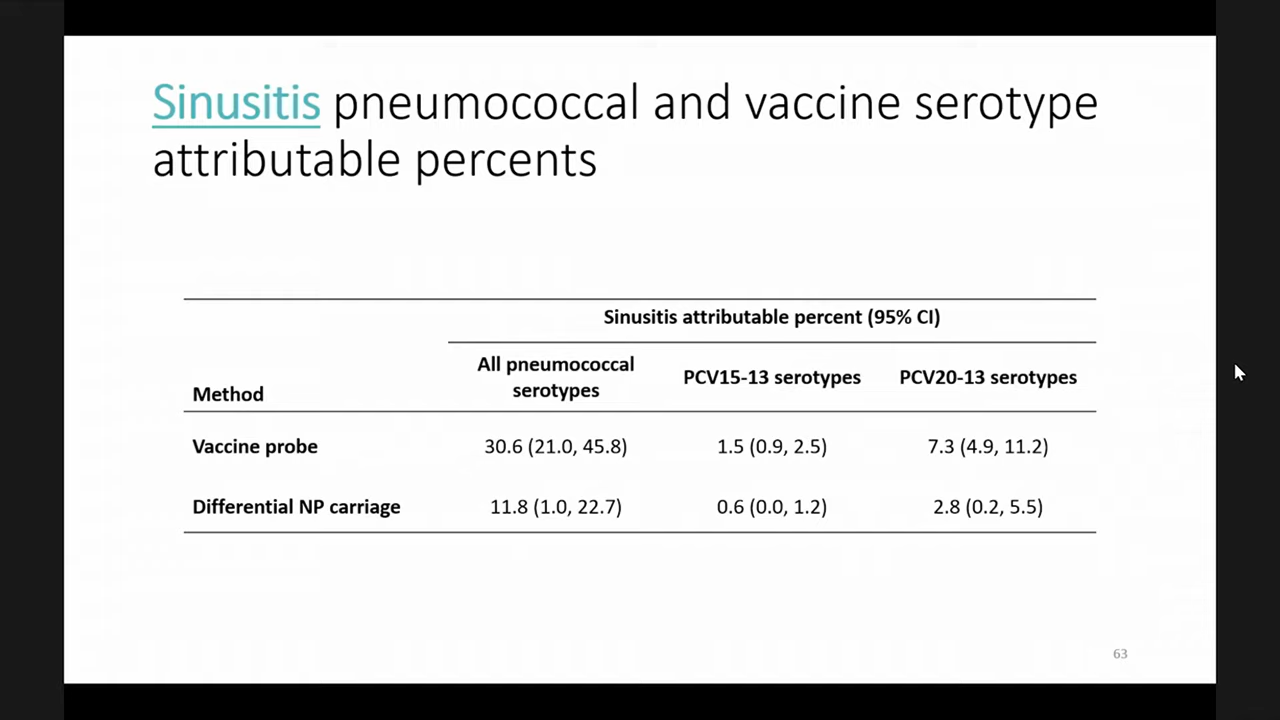 Sinusitis pneumococcal and vaccine serotype
attributable percents
Sinusitis attributable percent (95% CI)
Method
All pneumococcal
serotypes
PCV15-13 serotypes
PCV20-13 serotypes
Vaccine probe
30.6 (21.0, 45.8)
1.5 (0.9, 2.5)
7.3 (4.9, 11.2)
Differential NP carriage
11.8 (1.0, 22.7)
0.6 (0.0, 1.2)
2.8 (0.2, 5.5)
63